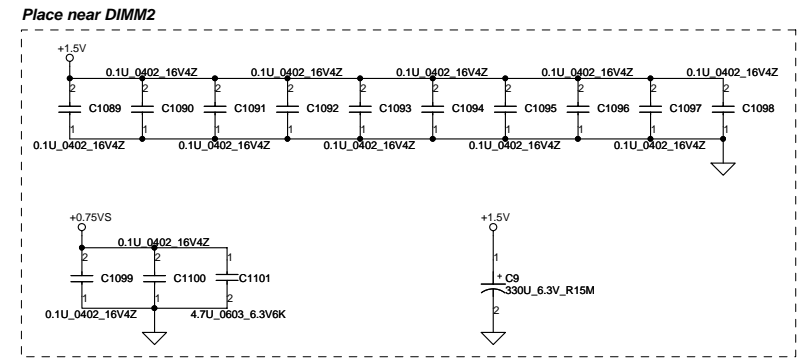 Place near DIMM2
+1.5V
0.1U_0402_16V4Z 0.1U_0402_16V4Z 0.1U_0402_16V4Z 0.1U_0402_16V4Z 0.1U_0402_16V4Z
2 2 2 2 2 2 2 2 2 2
C1089 C1090 C1091 C1092 C1093 C1094 C1095 C1096 C1097 C1098
1 1 1 1 1 1 1 1 1 1
0.1U_0402_16V4Z 0.1U_0402_16V4Z 0.1U_0402_16V4Z 0.1U_0402_16V4Z 0.1U_0402_16V4Z
+0.75VS
0.1U_0402_16V4Z
2 2 1
C1099 C1100 C1101
1 1 2
0.1U_0402_16V4Z 4.7U_0603_6.3V6K
+1.5V
1
+ C9
330U_6.3V_R15M
2